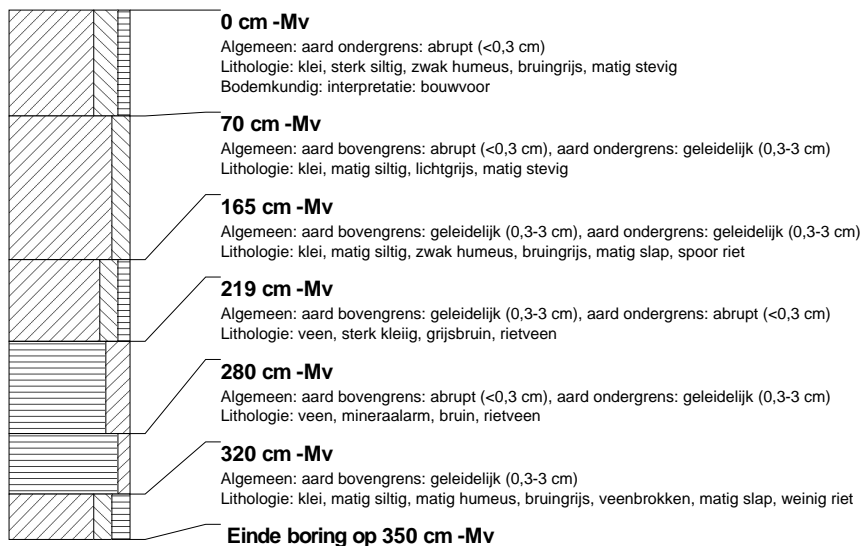 0 cm -Mv
Algemeen: aard ondergrens: abrupt (<0,3 cm)
Lithologie: klei, sterk siltig, zwak humeus, bruingrijs, matig stevig
Bodemkundig: interpretatie: bouwvoor
70 cm -Mv
Algemeen: aard bovengrens: abrupt (<0,3 cm), aard ondergrens: geleidelijk (0,3-3 cm)
Lithologie: klei, matig siltig, lichtgrijs, matig stevig
165 cm -Mv
Algemeen: aard bovengrens: geleidelijk (0,3-3 cm), aard ondergrens: geleidelijk (0,3-3 cm)
Lithologie: klei, matig siltig, zwak humeus, bruingrijs, matig slap, spoor riet
219 cm -Mv
Algemeen: aard bovengrens: geleidelijk (0,3-3 cm), aard ondergrens: abrupt (<0,3 cm)
Lithologie: veen, sterk kleiig, grijsbruin, rietveen
280 cm -Mv
Algemeen: aard bovengrens: abrupt (<0,3 cm), aard ondergrens: geleidelijk (0,3-3 cm)
Lithologie: veen, mineraalarm, bruin, rietveen
320 cm -Mv
Algemeen: aard bovengrens: geleidelijk (0,3-3 cm)
Lithologie: klei, matig siltig, matig humeus, bruingrijs, veenbrokken, matig slap, weinig riet
Einde boring op 350 cm -Mv